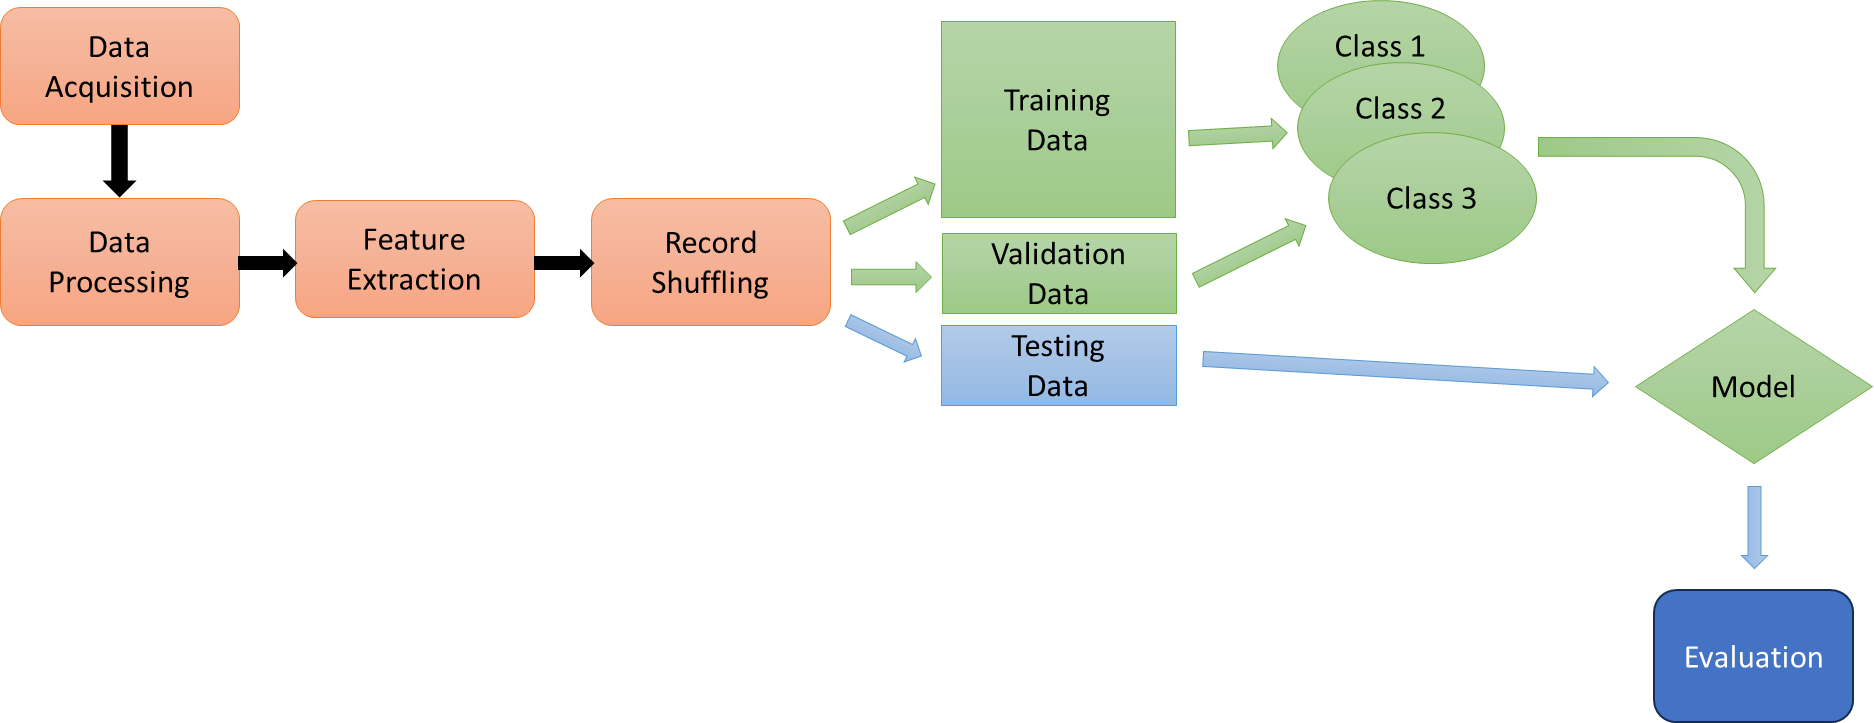 Data
Acquisition
Data
Processing
Feature
Extraction
Record
Shuffling
Training
Data
Validation
Data
Testing
Data
Class 1
Class 2
Class 3
Model
Evaluation